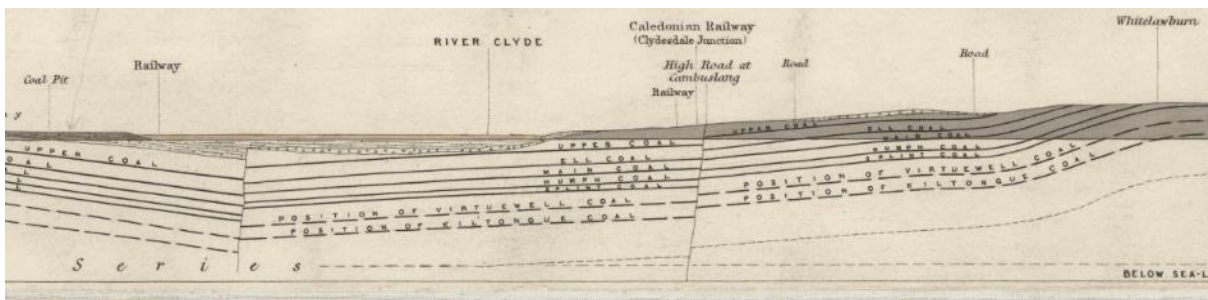 Whitelawburn
Caledonian Railway
(Clydesdale Junction)
RIVER CLYDE
Road
High Road at
Cambuslang
Road
Railway
Coal Pit
Railway
y
UPPER COAL
UPPER COAL
UPPER COAL
ELL COAL
MAIN COAL
HUMPH COAL
SPLINT COAL
ELL COAL
MAIN COAL
HUMPH COAL
SPLINT COAL
OAL
L
L
L
POSITION OF VIRTUEWELL COAL
POSITION OF KILTONGUE COAL
POSITION OF VIRTUEWELL COAL
POSITION OF KILTONGUE COAL
Series
BELOW SEA-L